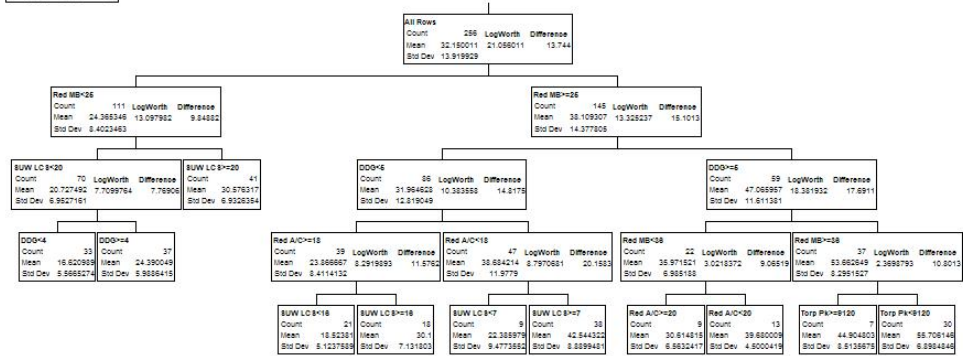 All Rows
Count 256 LogWorth Difference
Mean 32.150011 21.056011 13.744
Std Dev 13.919929
Red MB<25
Count 111 LogWorth Difference
Mean 24.365346 13.097982 9.84882
Std Dev 8.4023463
Red MB>=25
Count 145 LogWorth Difference
Mean 38.109307 13.325237 15.1013
Std Dev 14.377805
SUW LC S<20
Count 70 LogWorth Difference
Mean 20.727492 7.7099764 7.76906
Std Dev 6.9527161
SUW LC S>=20
Count 41
Mean 30.576317
Std Dev 6.9326354
DDG<5
Count 86 LogWorth Difference
Mean 31.964628 10.383558 14.8176
Std Dev 12.819049
DDG>=5
Count 59 LogWorth Difference
Mean 47.065957 18.381932 17.6911
Std Dev 11.611381
DDG<4
Count 33
Mean 16.620989
Std Dev 5.5665274
DDG>=4
Count 37
Mean 24.390049
Std Dev 5.9886415
Red A/C>=18
Count 39 LogWorth Difference
Mean 23.866667 8.2919893 11.5762
Std Dev 8.4114132
Red A/C<18
Count 47 LogWorth Difference
Mean 38.684214 8.7970681 20.1583
Std Dev 11.9779
Red MB<36
Count 22 LogWorth Difference
Mean 35.971521 3.0218372 9.06519
Std Dev 6.985188
Red MB>=36
Count 37 LogWorth Difference
Mean 53.662649 2.3698793 10.8013
Std Dev 8.2951527
SUW LC S<16
Count 21
Mean 18.52381
Std Dev 5.1237589
SUW LC S>=16
Count 18
Mean 30.1
Std Dev 7.131803
SUW LC S<7
Count 9
Mean 22.385979
Std Dev 9.4773552
SUW LC S>=7
Count 38
Mean 42.544322
Std Dev 8.8899481
Red A/C>=20
Count 9
Mean 30.614815
Std Dev 6.5632417
Red A/C<20
Count 13
Mean 39.680009
Std Dev 4.5000419
Torp Pk>=9120
Count 7
Mean 44.904803
Std Dev 8.5135675
Torp Pk<9120
Count 30
Mean 55.706146
Std Dev 6.8984846